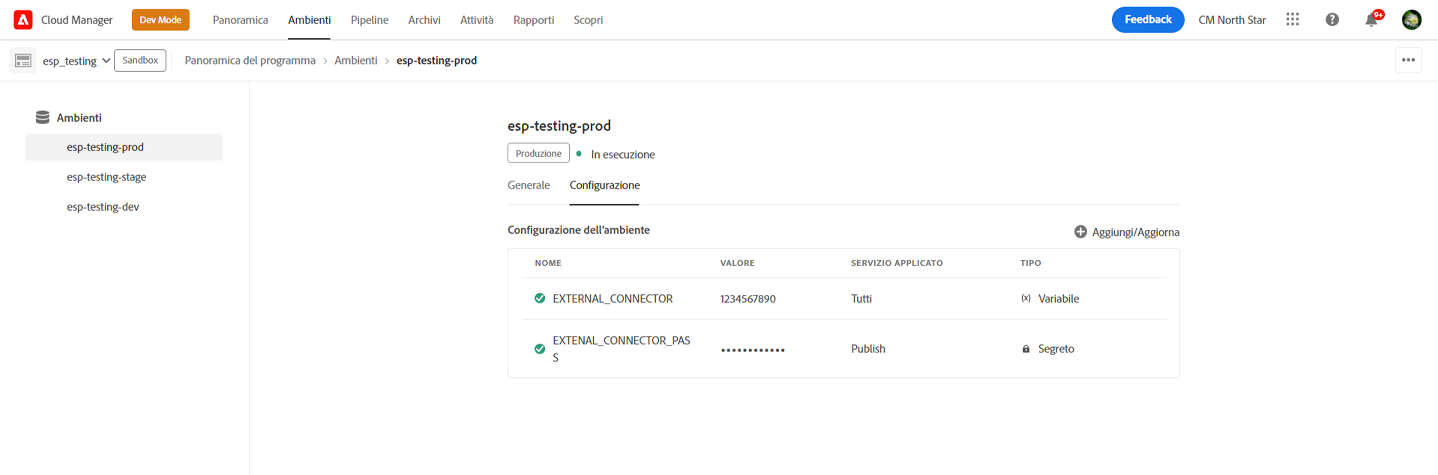 Cloud Manager Dev Mode Panoramica Ambienti Pipeline Archivi Attività Rapporti Scopri Feedback CM North Star 9+
esp_testing Sandbox Panoramica del programma › Ambienti › esp-testing-prod
Ambienti
esp-testing-prod
esp-testing-stage
esp-testing-dev
esp-testing-prod
Produzione In esecuzione
Generale Configurazione
Configurazione dell'ambiente Aggiungi/Aggiorna
NOME VALORE SERVIZIO APPLICATO TIPO
EXTERNAL_CONNECTOR 1234567890 Tutti (x) Variabile
EXTENAL_CONNECTOR_PAS
S
•••••••••••• Publish Segreto